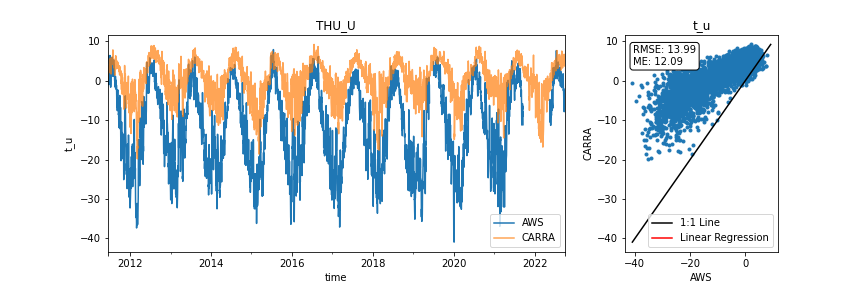 THU_U
t_u
10
0
−10
−20
−30
−40
t_u
2012
2014
2016
2018
2020
2022
time
AWS
CARRA
t_u
RMSE: 13.99
ME: 12.09
10
0
−10
−20
−30
−40
CARRA
1:1 Line
Linear Regression
−40
−20
0
AWS